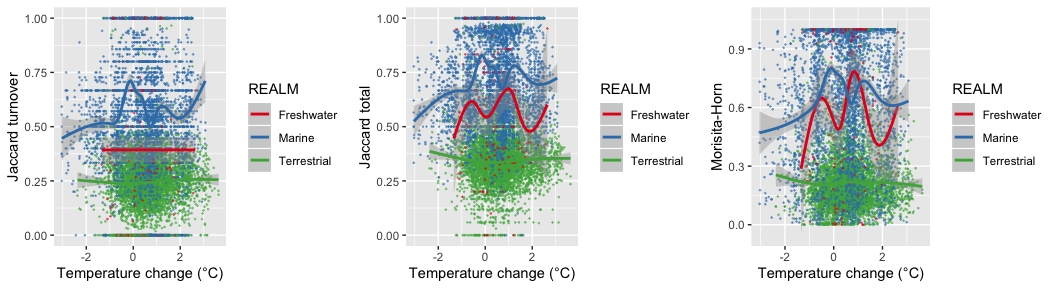 Jaccard turnover
1.00
0.75
0.50
0.25
0.00
-2
0
2
Temperature change (°C)
REALM
Freshwater
Marine
Terrestrial
Jaccard total
1.00
0.75
0.50
0.25
0.00
-2
0
2
Temperature change (°C)
REALM
Freshwater
Marine
Terrestrial
Morisita-Horn
0.9
0.6
0.3
0.0
-2
0
2
Temperature change (°C)
REALM
Freshwater
Marine
Terrestrial